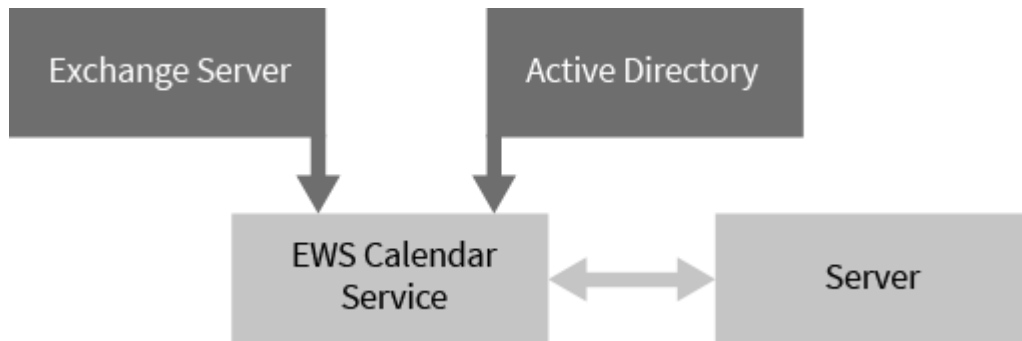 Exchange Server
Active Directory
EWS Calendar
Service
Server